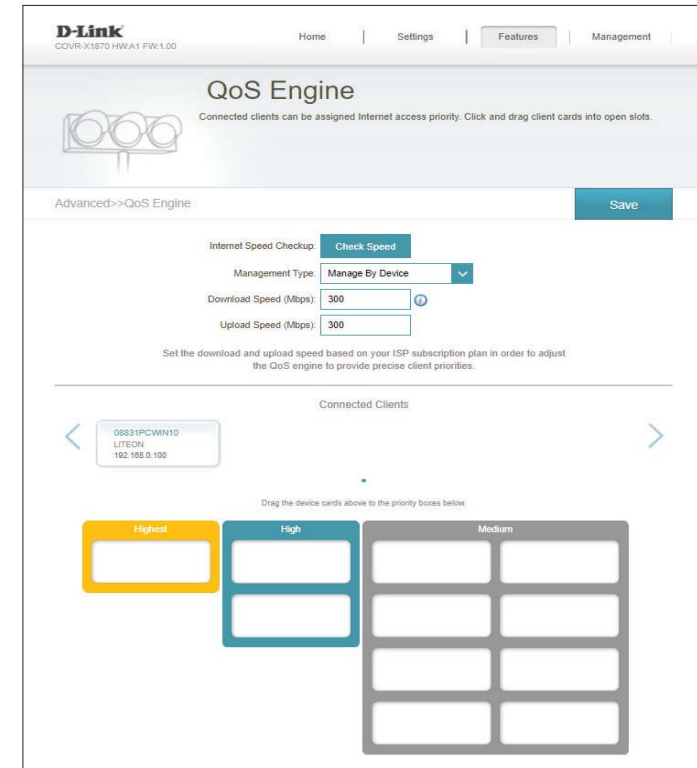 D-Link
COVR-X1870 HW:A1 FW:1.00
Home | Settings | Features | Management
QoS Engine
Connected clients can be assigned Internet access priority. Click and drag client cards into open slots.
Advanced>>QoS Engine
Save
Internet Speed Checkup: Check Speed
Management Type: Manage By Device
Download Speed (Mbps): 300
Upload Speed (Mbps): 300
Set the download and upload speed based on your ISP subscription plan in order to adjust
the QoS engine to provide precise client priorities.
Connected Clients
08831PCWIN10
LITEON
192.168.0.100
Drag the device cards above to the priority boxes below.
Highest
High
Medium